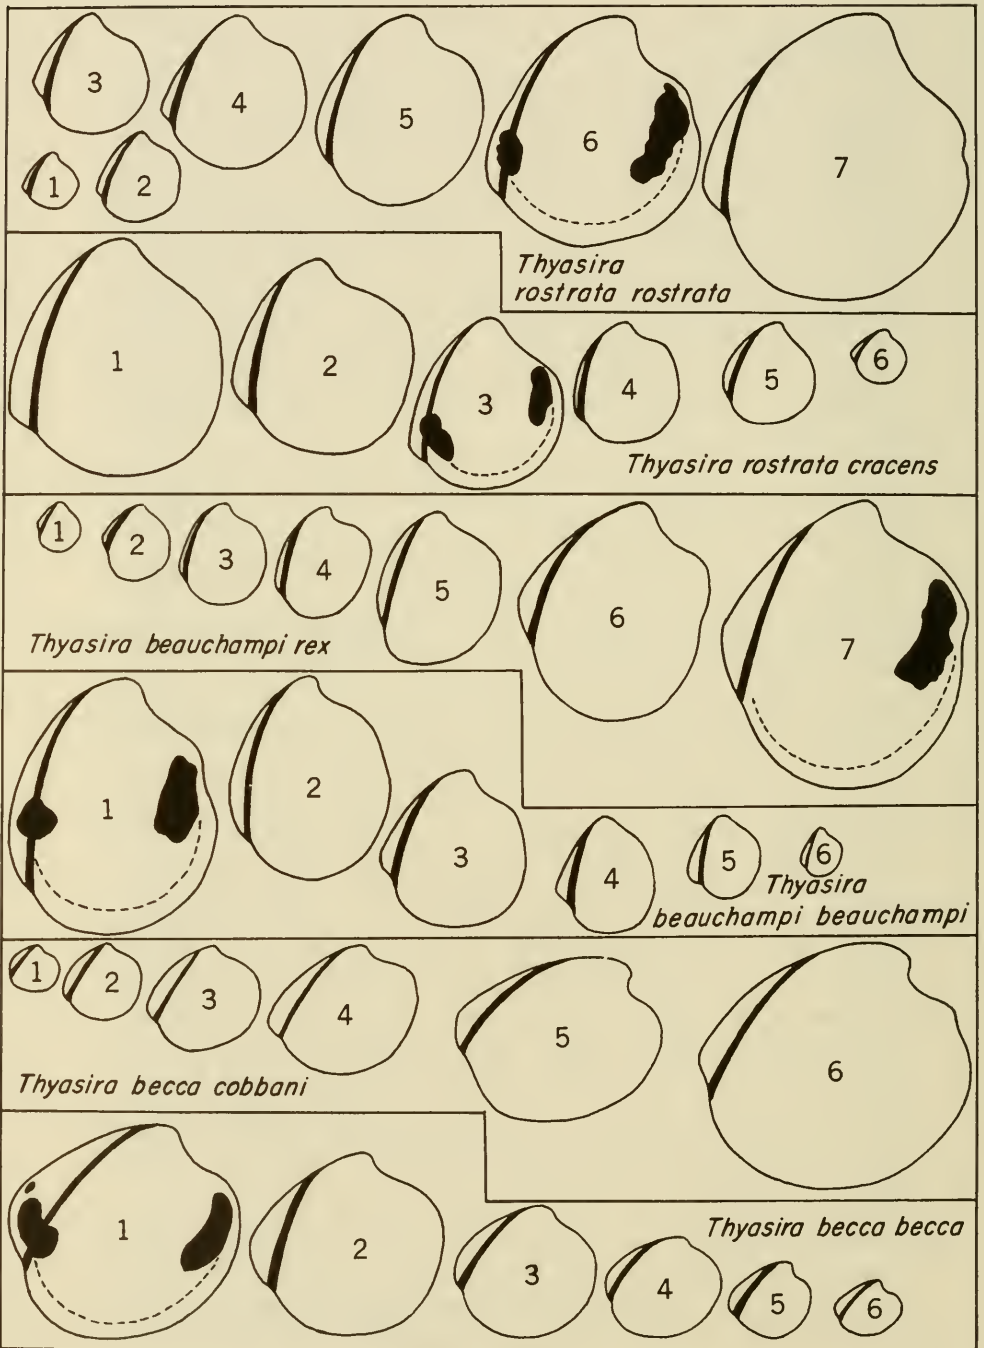 3 4 5 6 7
1 2
Thyasira
rostrata rostrata
1 2 3 4 5 6
Thyasira rostrata cracens
1 2 3 4 5 6 7
Thyasira beauchampi rex
1 2 3 4 5 6
Thyasira
beauchampi beauchampi
1 2 3 4 5 6
Thyasira becca cobbani
Thyasira becca becca
1 2 3 4 5 6